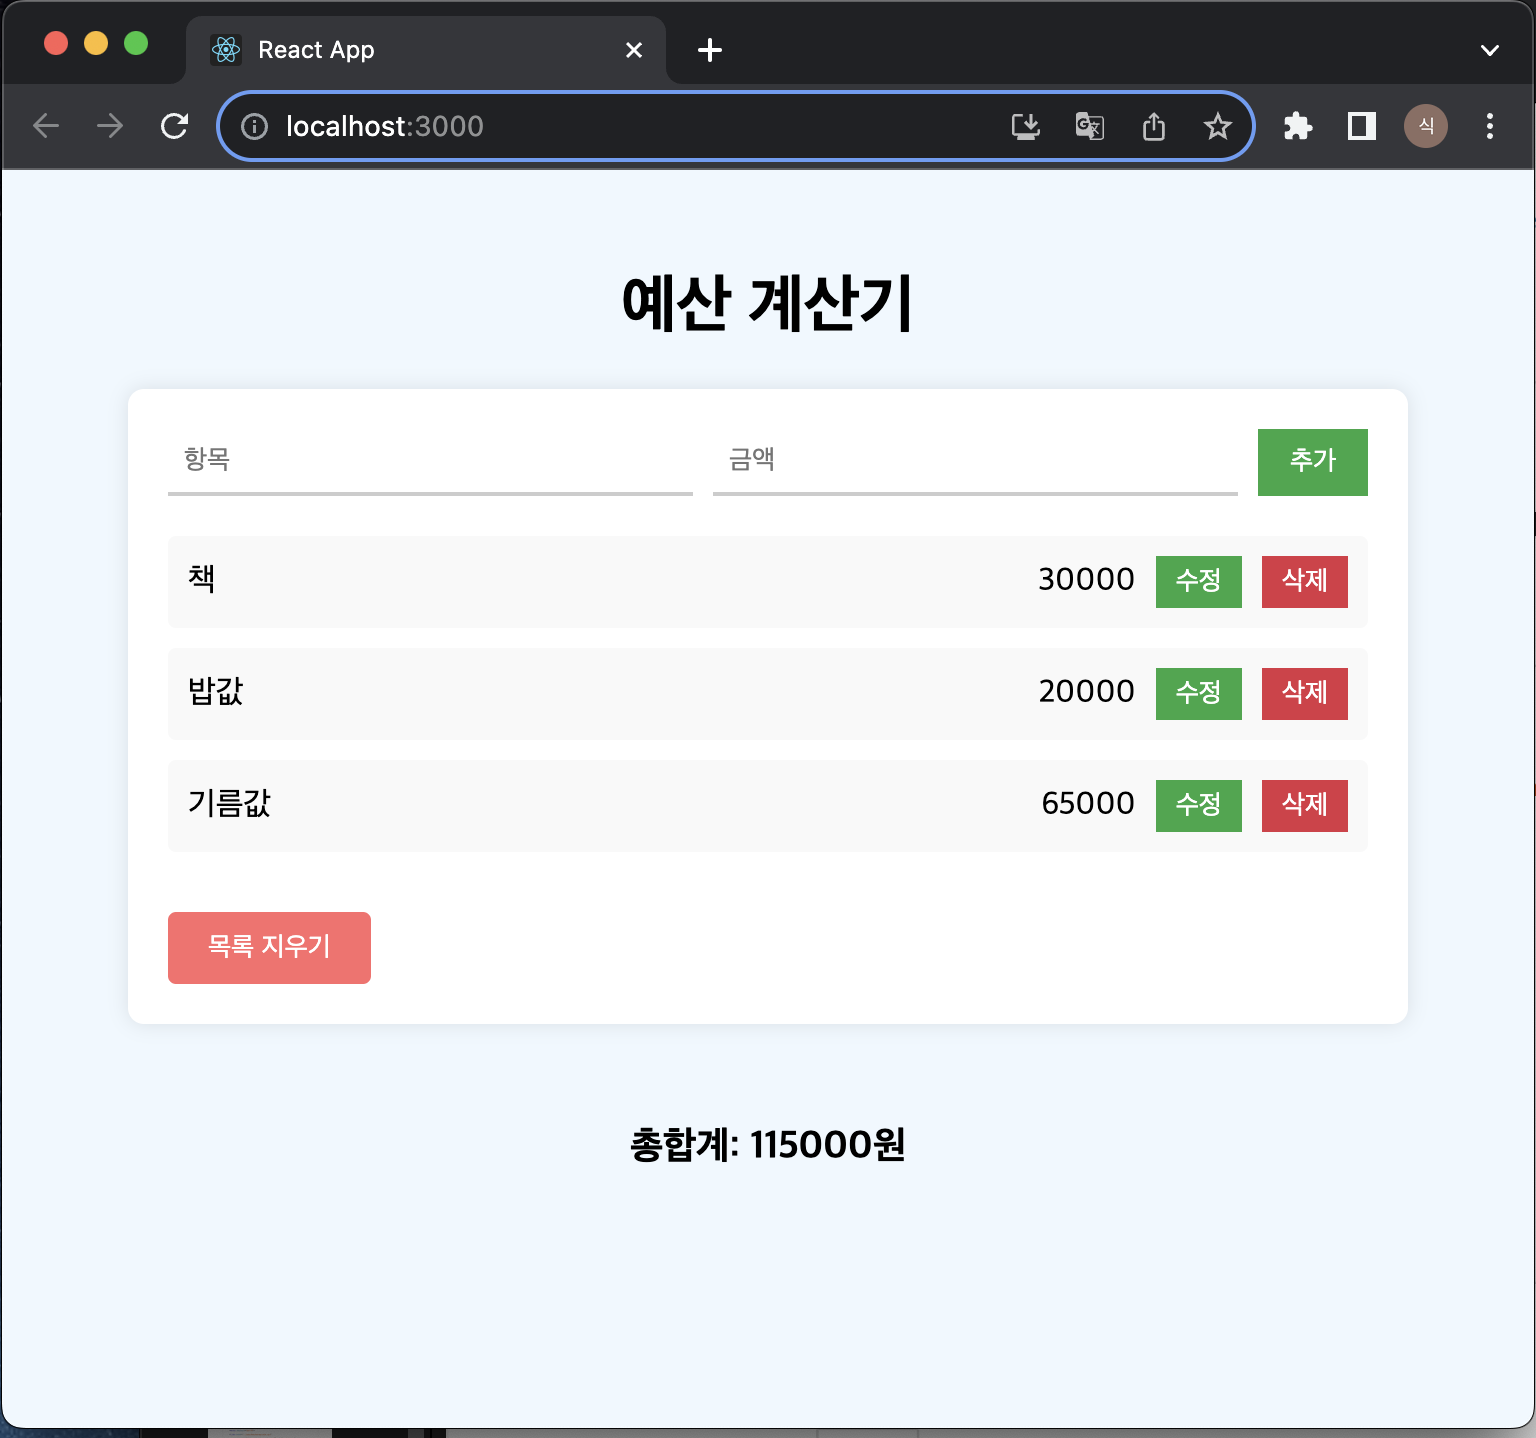 React App
localhost:3000
식
예산 계산기
항목 금액 추가
책 30000 수정 삭제
밥값 20000 수정 삭제
기름값 65000 수정 삭제
목록 지우기
총합계: 115000원